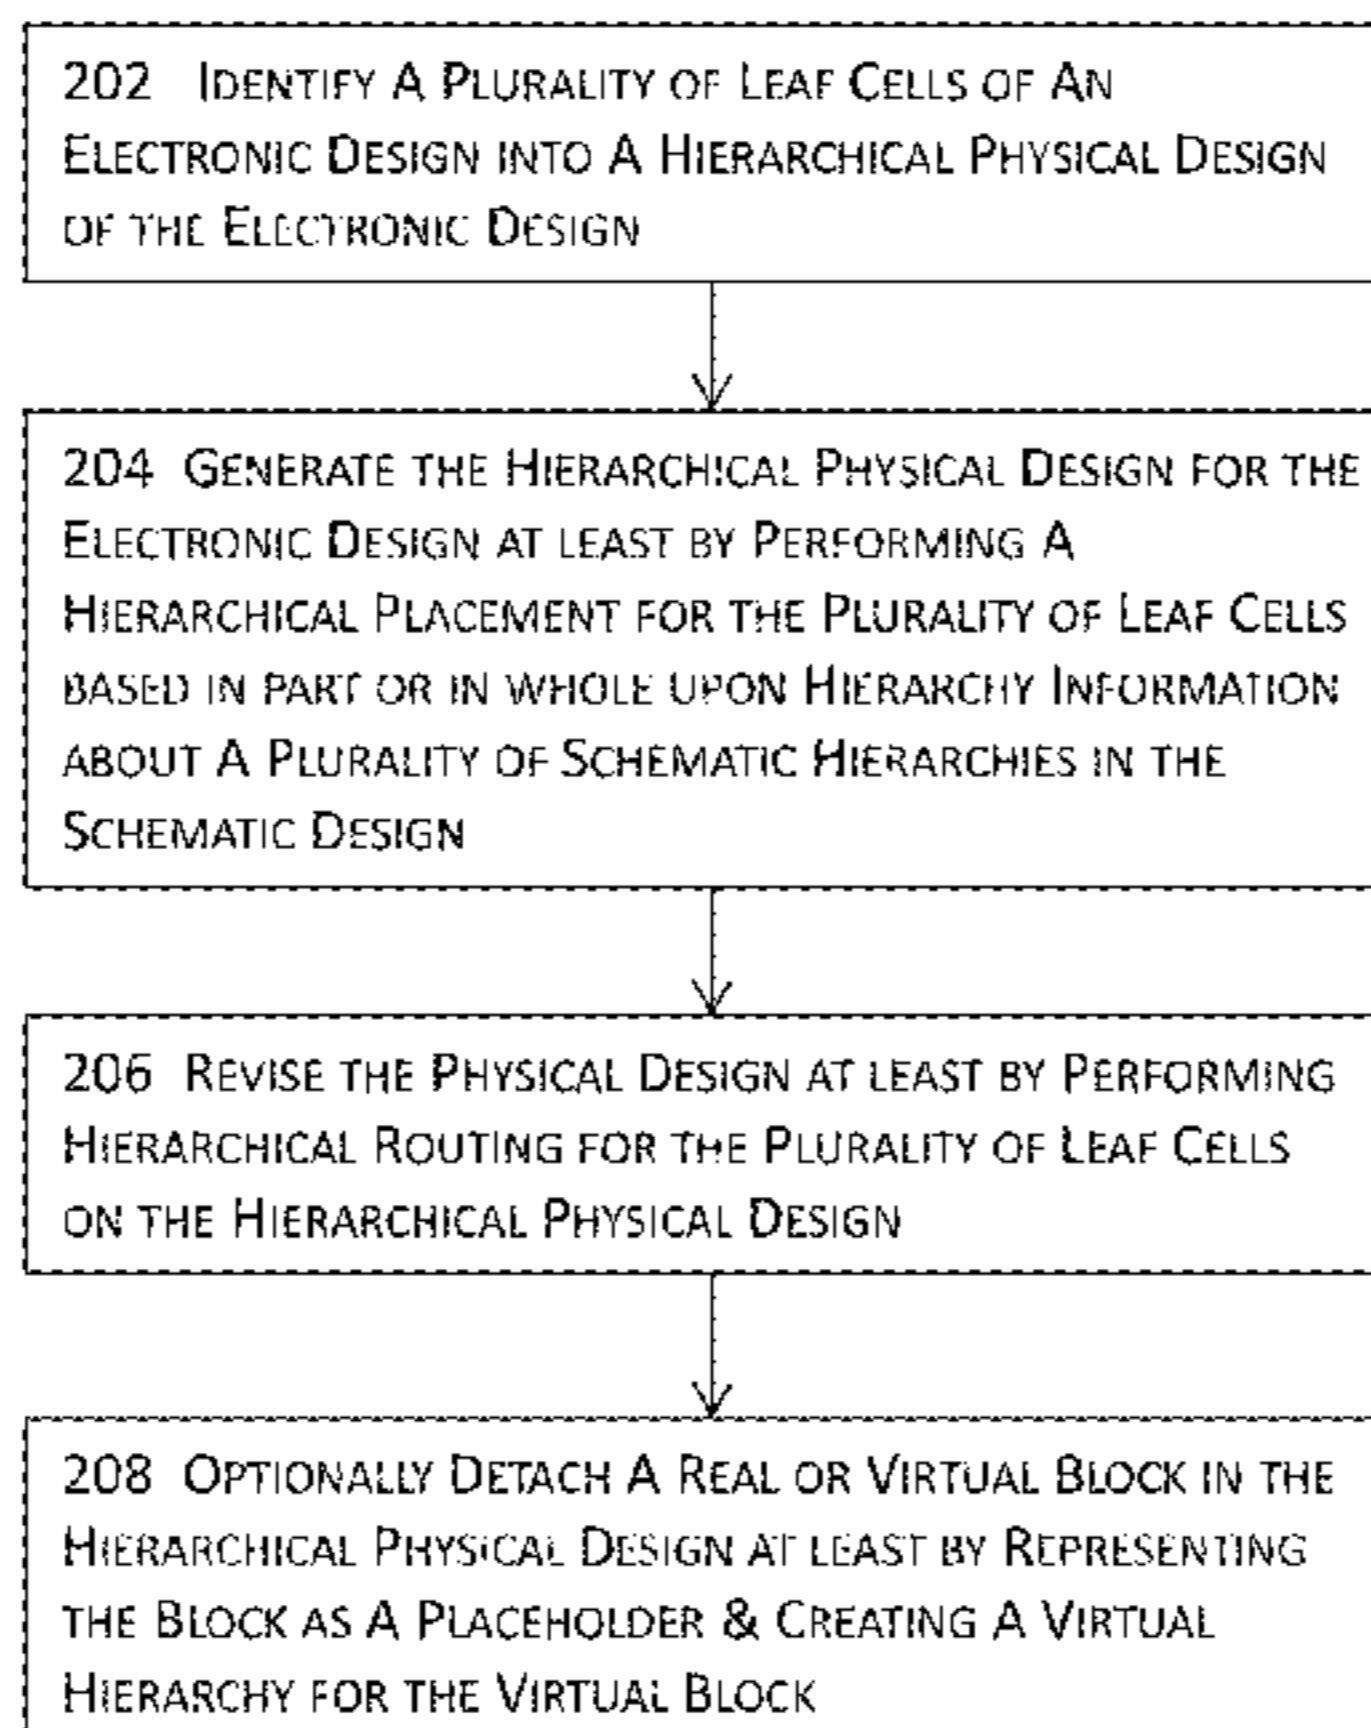 202 IDENTIFY A PLURALITY OF LEAF CELLS OF AN
ELECTRONIC DESIGN INTO A HIERARCHICAL PHYSICAL DESIGN
OF THE ELECTRONIC DESIGN
204 GENERATE THE HIERARCHICAL PHYSICAL DESIGN FOR THE
ELECTRONIC DESIGN AT LEAST BY PERFORMING A
HIERARCHICAL PLACEMENT FOR THE PLURALITY OF LEAF CELLS
BASED IN PART OR IN WHOLE UPON HIERARCHY INFORMATION
ABOUT A PLURALITY OF SCHEMATIC HIERARCHIES IN THE
SCHEMATIC DESIGN
206 REVISE THE PHYSICAL DESIGN AT LEAST BY PERFORMING
HIERARCHICAL ROUTING FOR THE PLURALITY OF LEAF CELLS
ON THE HIERARCHICAL PHYSICAL DESIGN
208 OPTIONALLY DETACH A REAL OR VIRTUAL BLOCK IN THE
HIERARCHICAL PHYSICAL DESIGN AT LEAST BY REPRESENTING
THE BLOCK AS A PLACEHOLDER & CREATING A VIRTUAL
HIERARCHY FOR THE VIRTUAL BLOCK